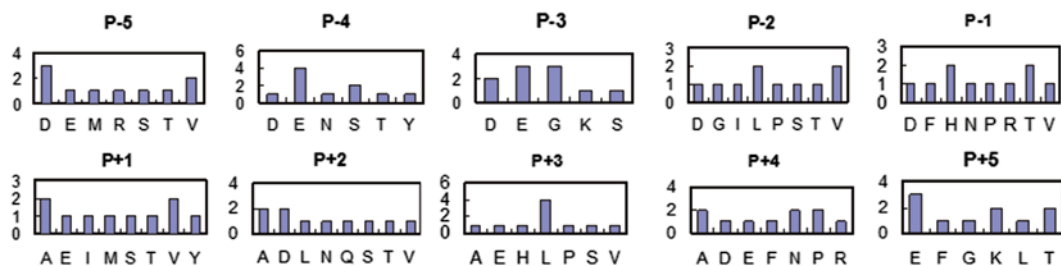 P-5
4
2
0
D E M R S T V
P-4
6
4
2
0
D E N S T Y
P-3
4
2
0
D E G K S
P-2
3
2
1
0
D G I L P S T V
P-1
3
2
1
0
D F H N P R T V
P+1
3
2
1
0
A E I M S T V Y
P+2
4
2
0
A D L N Q S T V
P+3
6
4
2
0
A E H L P S V
P+4
4
2
0
A D E F N P R
P+5
4
2
0
E F G K L T